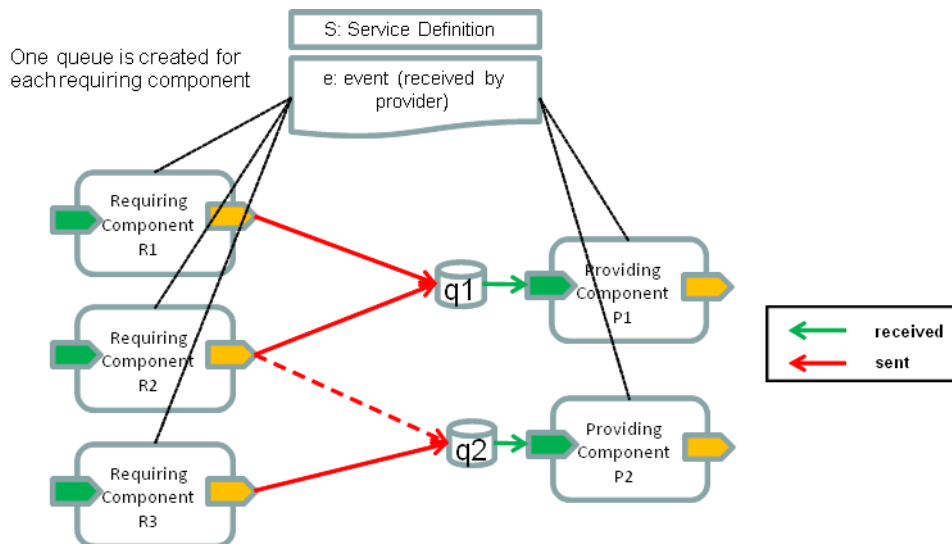 S: Service Definition
One queue is created for
each requiring component
e: event (received by
provider)
Requiring
Component
R1
q1
Providing
Component
P1
Requiring
Component
R2
received
sent
q2
Providing
Component
P2
Requiring
Component
R3